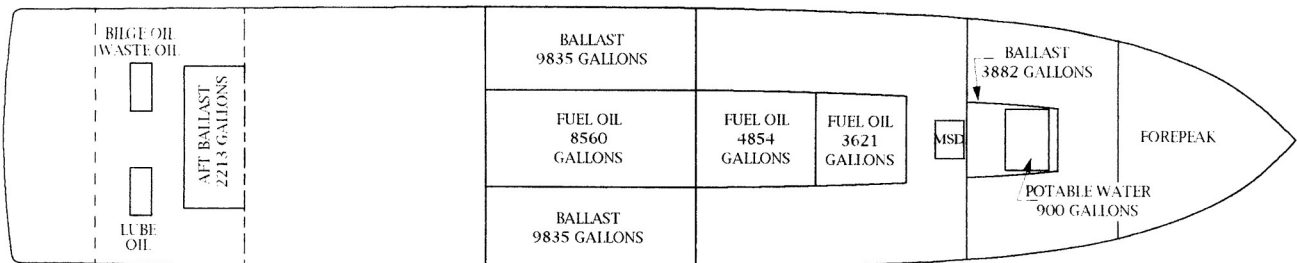 BILGE OIL
WASTE OIL
LUBE
OIL
AFT BALLAST
2213 GALLONS
BALLAST
9835 GALLONS
FUEL OIL
8560
GALLONS
BALLAST
9835 GALLONS
FUEL OIL
4854
GALLONS
FUEL OIL
3621
GALLONS
MSD
BALLAST
3882 GALLONS
POTABLE WATER
900 GALLONS
FOREPEAK